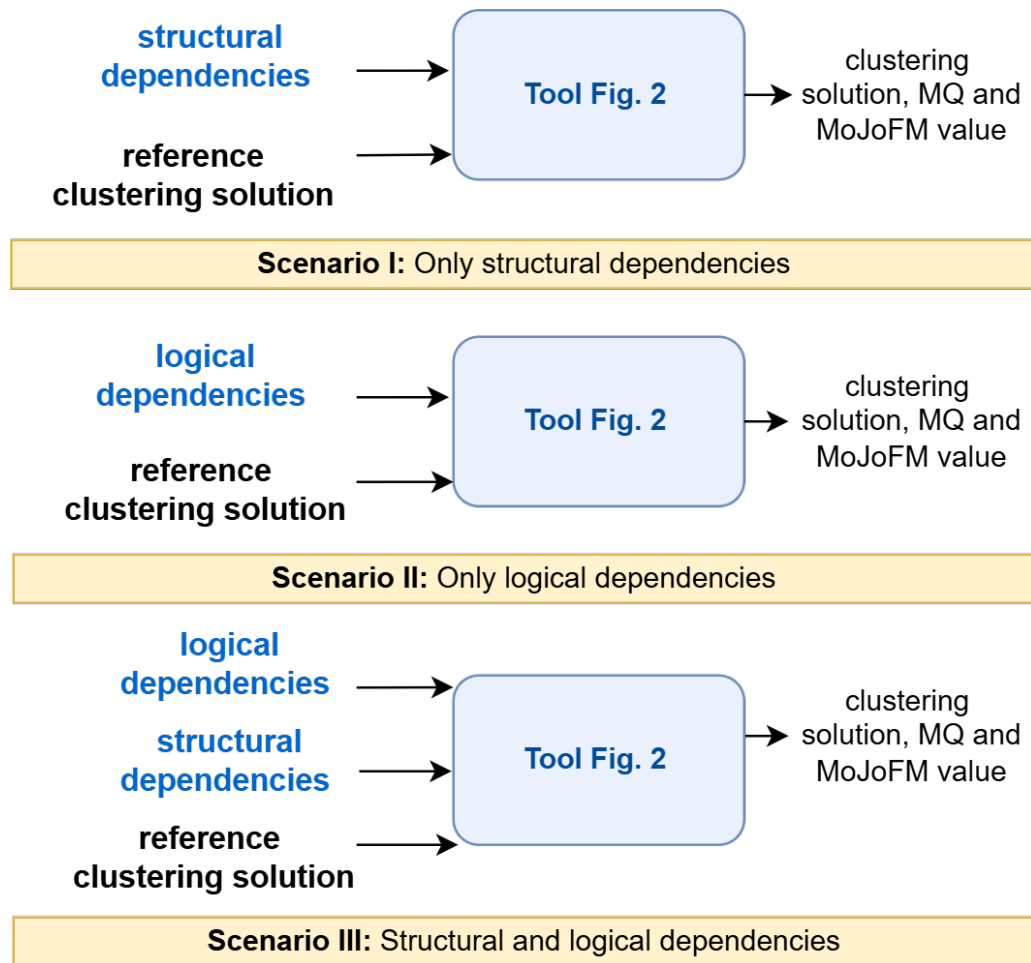 structural
dependencies
reference
clustering solution
Tool Fig. 2
clustering
solution, MQ and
MoJoFM value
Scenario I: Only structural dependencies
logical
dependencies
reference
clustering solution
Tool Fig. 2
clustering
solution, MQ and
MoJoFM value
Scenario II: Only logical dependencies
logical
dependencies
structural
dependencies
reference
clustering solution
Tool Fig. 2
clustering
solution, MQ and
MoJoFM value
Scenario III: Structural and logical dependencies